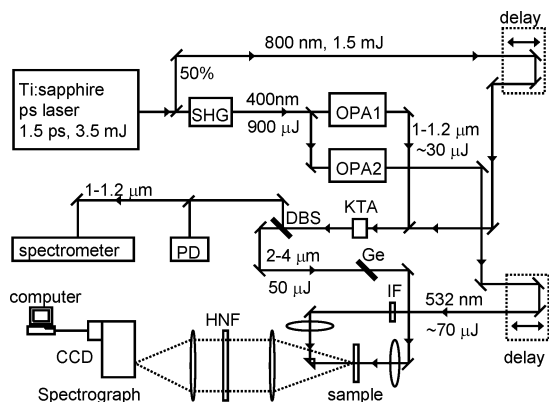 delay
800 nm, 1.5 mJ
50%
Ti:sapphire
ps laser
1.5 ps, 3.5 mJ
SHG
400nm
900 μJ
OPA1
OPA2
1-1.2 μm
~30 μJ
1-1.2 μm
DBS
KTA
spectrometer
PD
2-4 μm
50 μJ
Ge
IF
532 nm
~70 μJ
delay
computer
CCD
Spectrograph
HNF
sample